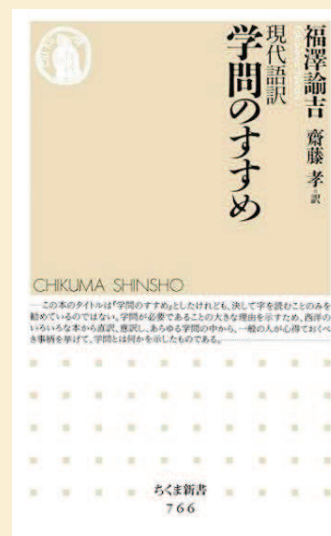 福澤諭吉
齋藤 孝・訳
現代語訳
学問のすすめ
CHIKUMA SHINSHO
この本のタイトルは『学問のすすめ』としたけれども、決して字を読むことのみを
勧めているのではない。学問が必要であることの大きな理由を示すため、西洋の
いろいろな本から直訳、意訳し、あらゆる学問の中から、一般の人が心得ておくべ
き事柄を挙げて、学問とは何かを示したものである。
ちくま新書
766